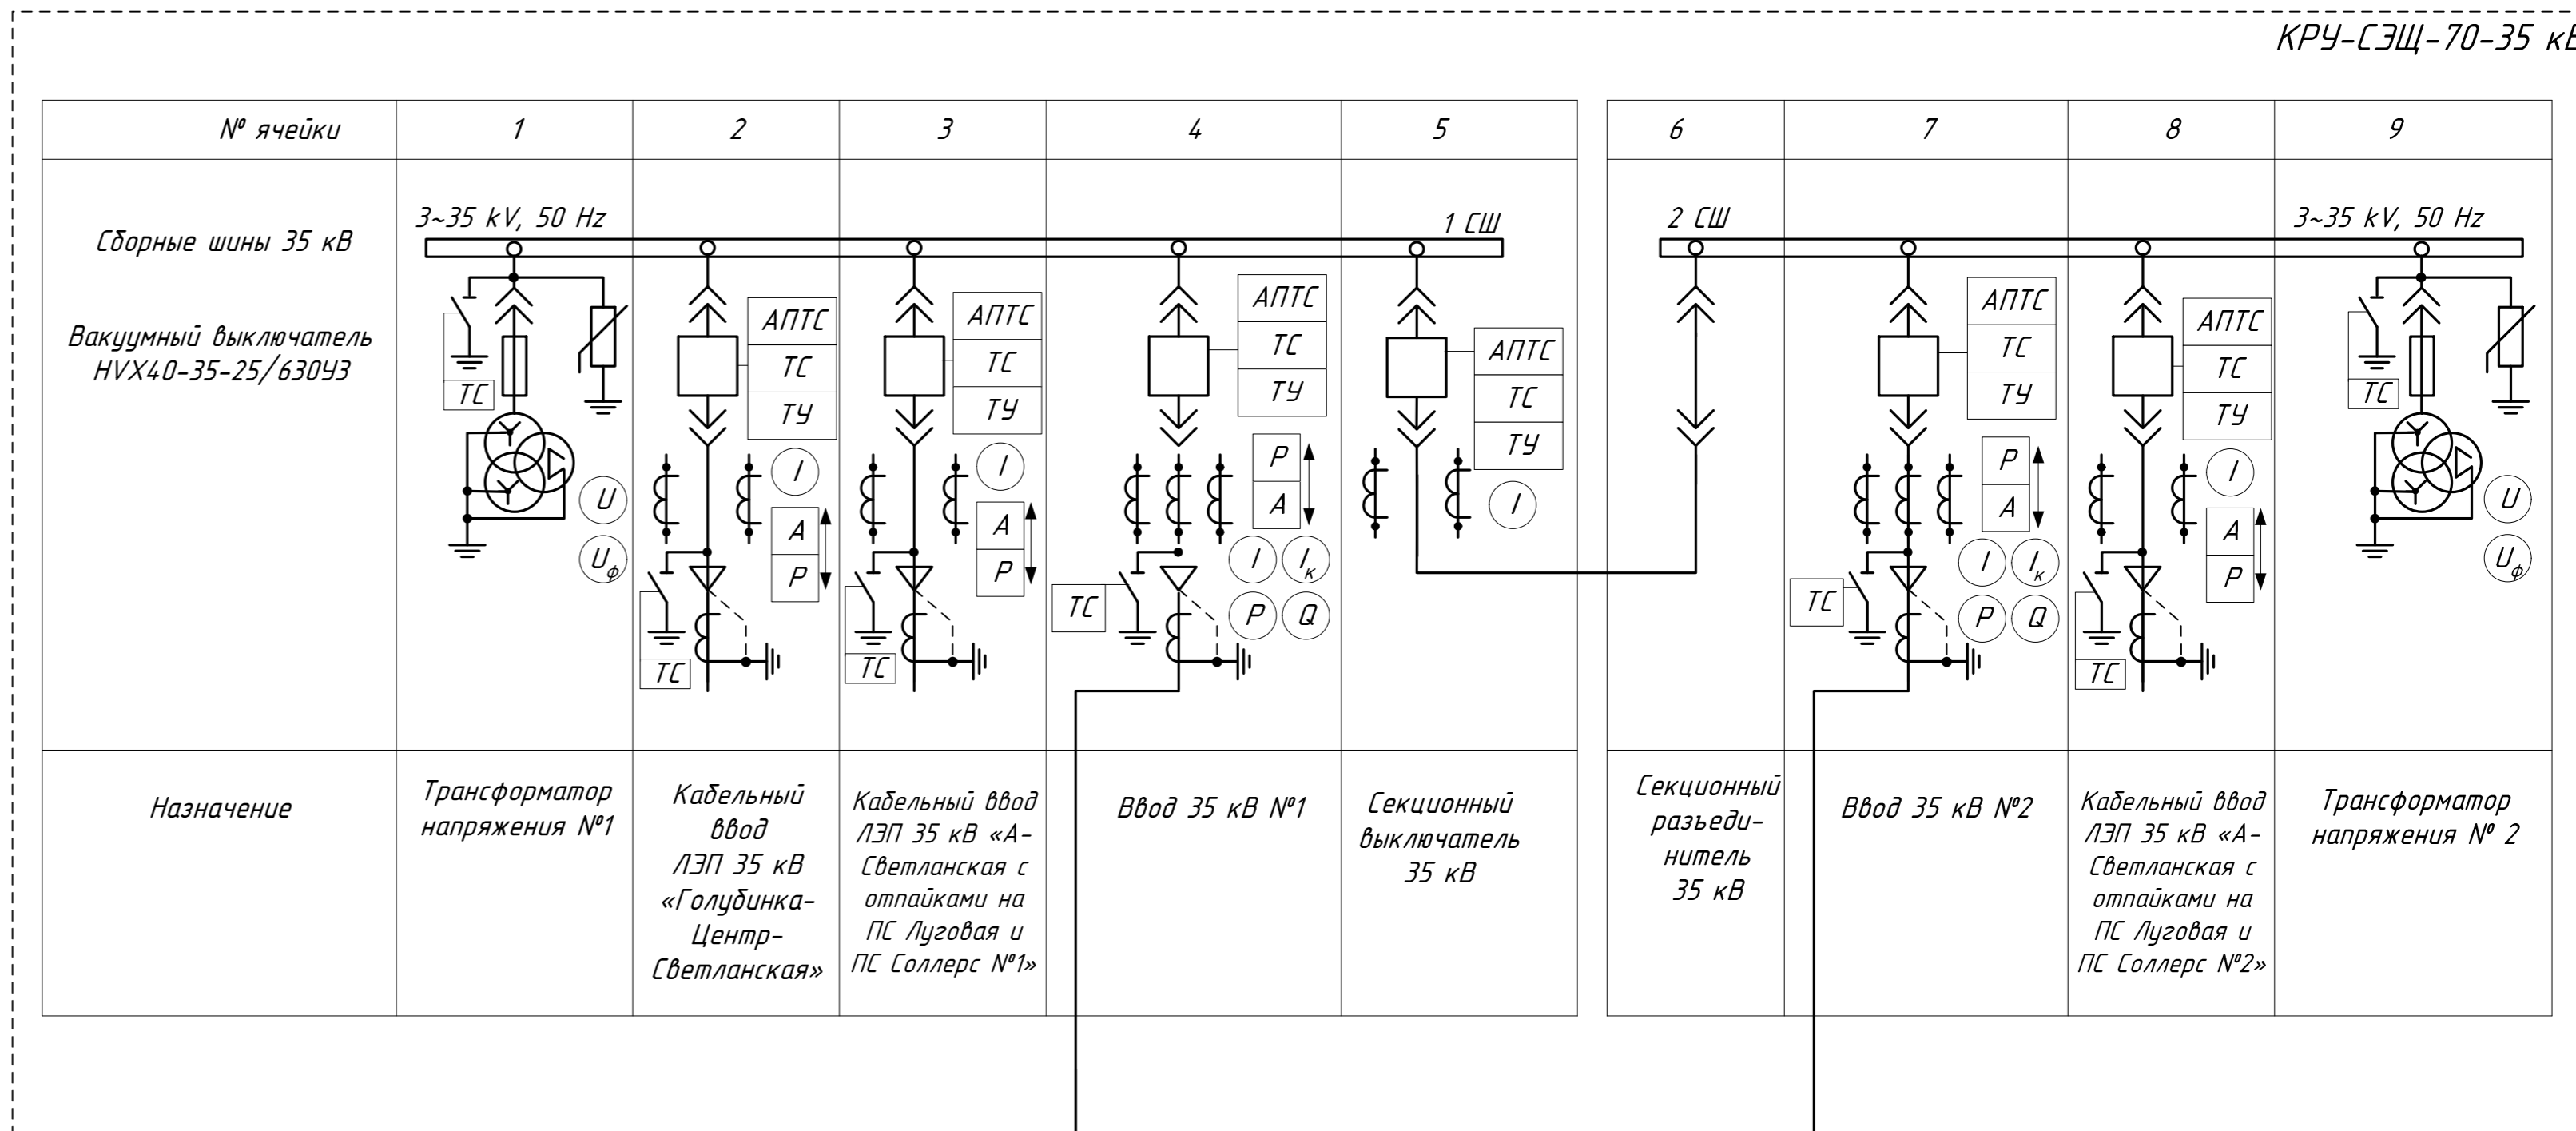 КРУ-СЭЩ-70-35 кВ
№ ячейки
1
2
3
4
5
6
7
8
9
Сборные шины 35 кВ
3~35 kV, 50 Hz
1 СШ
2 СШ
3~35 kV, 50 Hz
Вакуумный выключатель
HVX40-35-25/630У3
ТС
U
Uф
АПТС
ТС
ТУ
I
А
Р
ТС
АПТС
ТС
ТУ
I
А
Р
ТС
АПТС
ТС
ТУ
Р
А
I
Iк
P
Q
ТС
АПТС
ТС
ТУ
I
АПТС
ТС
ТУ
Р
А
I
Iк
P
Q
ТС
АПТС
ТС
ТУ
I
А
Р
ТС
ТС
U
Uф
Назначение
Трансформатор
напряжения №1
Кабельный
ввод
ЛЭП 35 кВ
«Голубинка-
Центр-
Светланская»
Кабельный ввод
ЛЭП 35 кВ «А-
Светланская с
отпайками на
ПС Луговая и
ПС Соллерс №1»
Ввод 35 кВ №1
Секционный
выключатель
35 кВ
Секционный
разъеди-
нитель
35 кВ
Ввод 35 кВ №2
Кабельный ввод
ЛЭП 35 кВ «А-
Светланская с
отпайками на
ПС Луговая и
ПС Соллерс №2»
Трансформатор
напряжения № 2